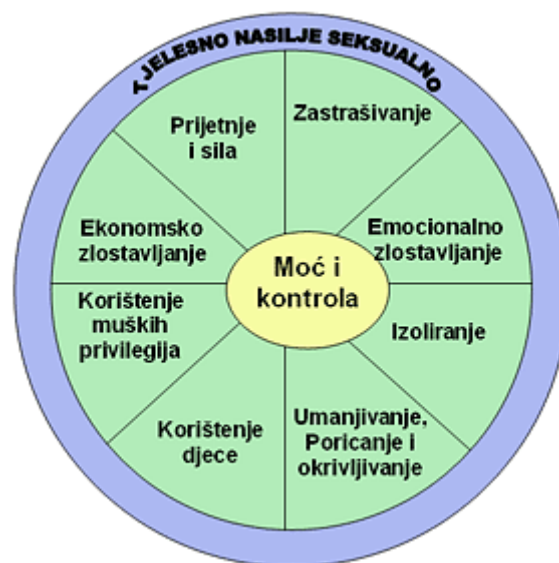 TJELESNO NASILJE SEKSUALNO
Prijetnje
i sila
Zastrašivanje
Ekonomsko
zlostavljanje
Emocionalno
zlostavljanje
Moć i
kontrola
Korištenje
muških
privilegija
Izoliranje
Korištenje
djece
Umanjivanje,
Poricanje i
okrivljivanje